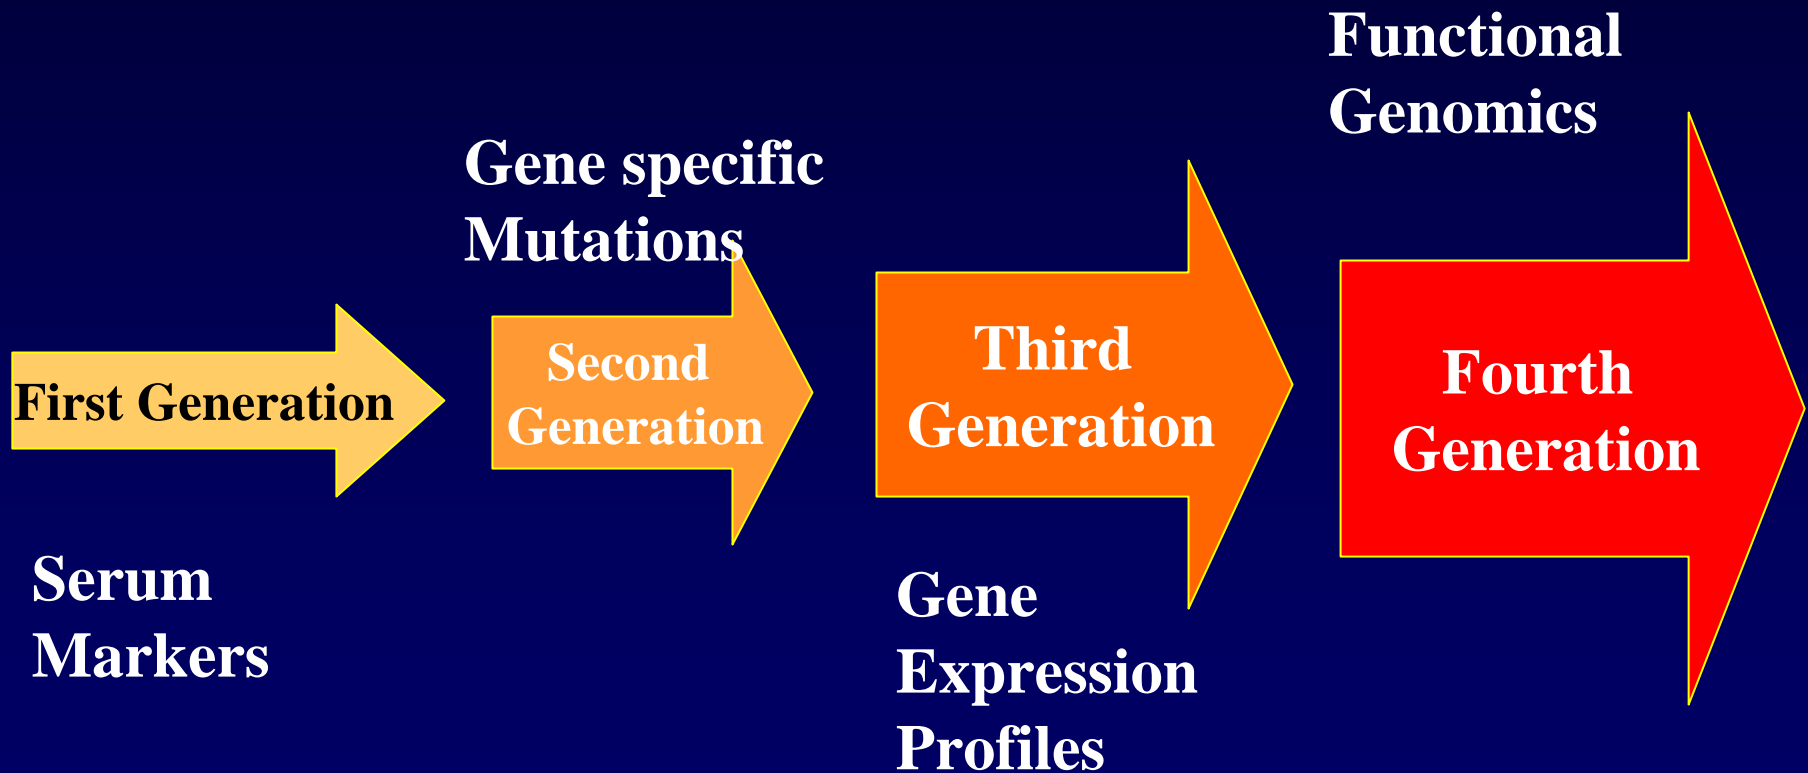 First Generation
Serum
Markers
Gene specific
Mutations
Second
Generation
Third
Generation
Gene
Expression
Profiles
Functional
Genomics
Fourth
Generation